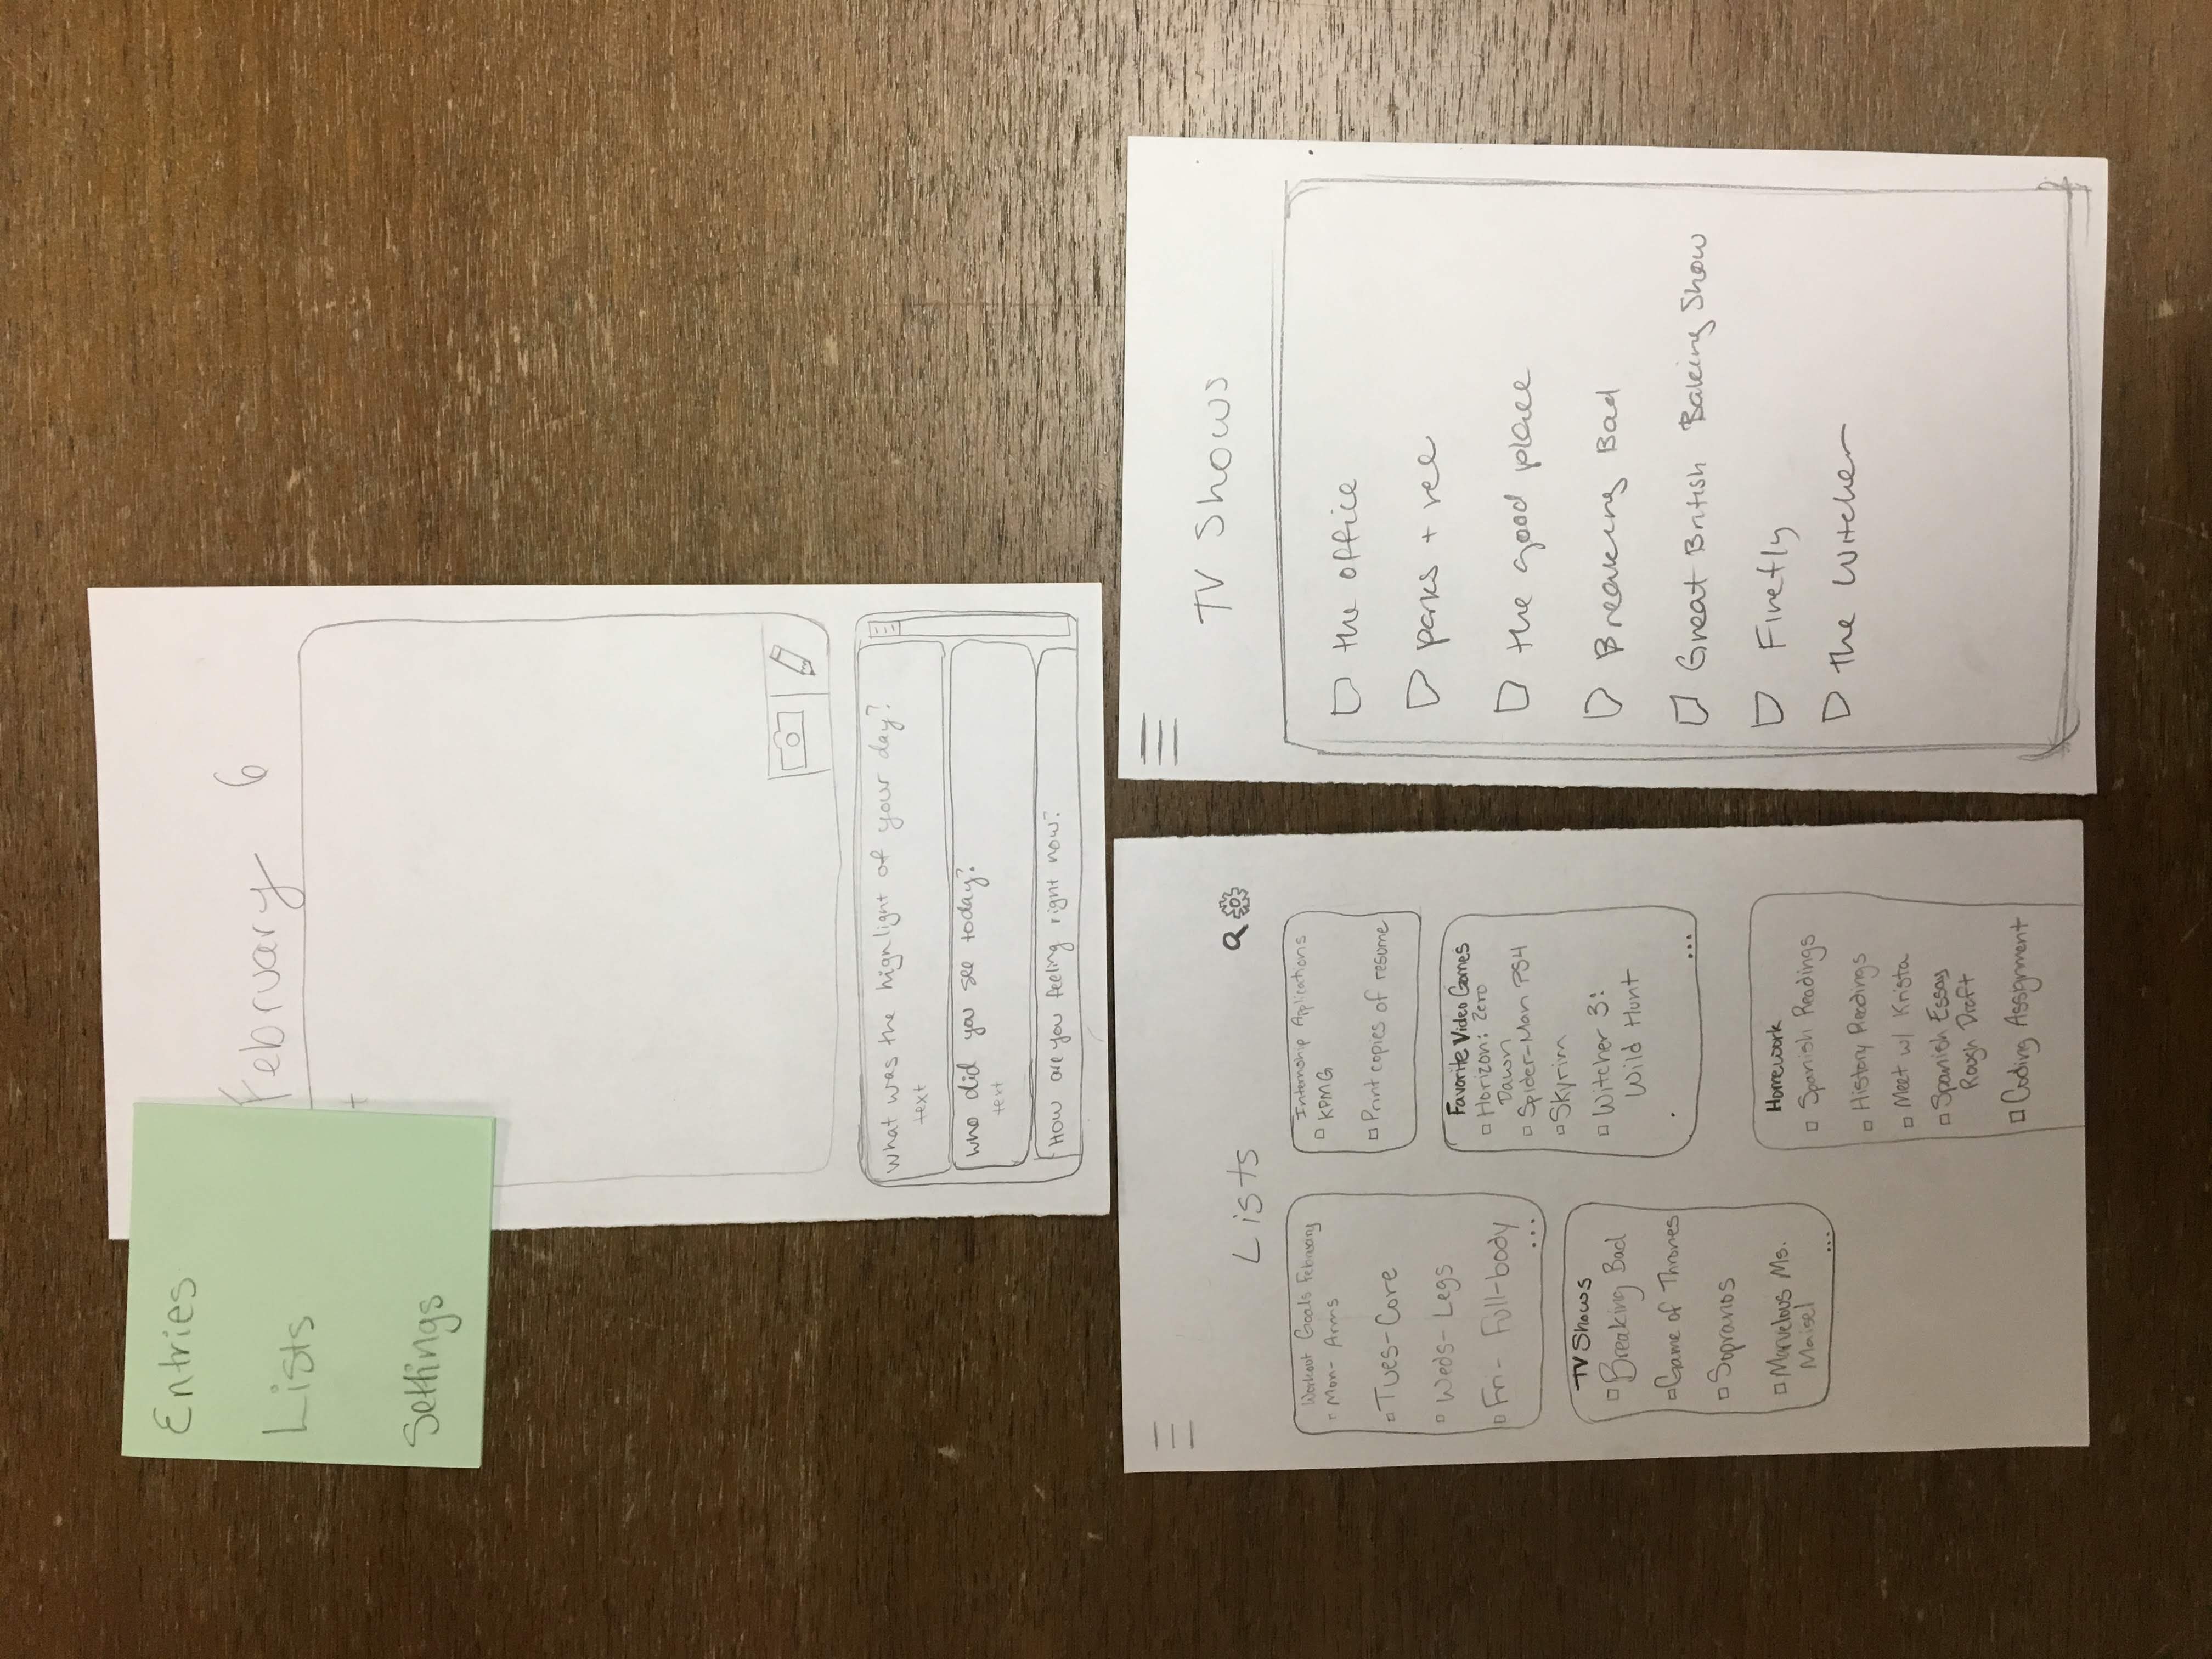 Entries
Lists
Settings
February 6
t
What was the highlight of your day?
text
who did you see today?
text
How are you feeling right now?
Lists
Workout Goals February
Mon- Arms
Tues-Core
Weds- Legs
Fri- Full-body
...
TV Shows
Breaking Bad
Game of Thrones
Sopranos
Marvelous Ms.
Maisel
...
Internship Applications
KPMG
Print copies of resume
Favorite Video Games
Horizon: Zero
Dawn
Spider-Man PS4
Skyrim
Witcher 3:
Wild Hunt
...
Homework
Spanish Readings
History Readings
Meet w/ Krista
Spanish Essay
Rough Draft
Coding Assignment
TV Shows
the office
parks + rec
the good place
Breaking Bad
Great British Baking Show
Firefly
the Witcher